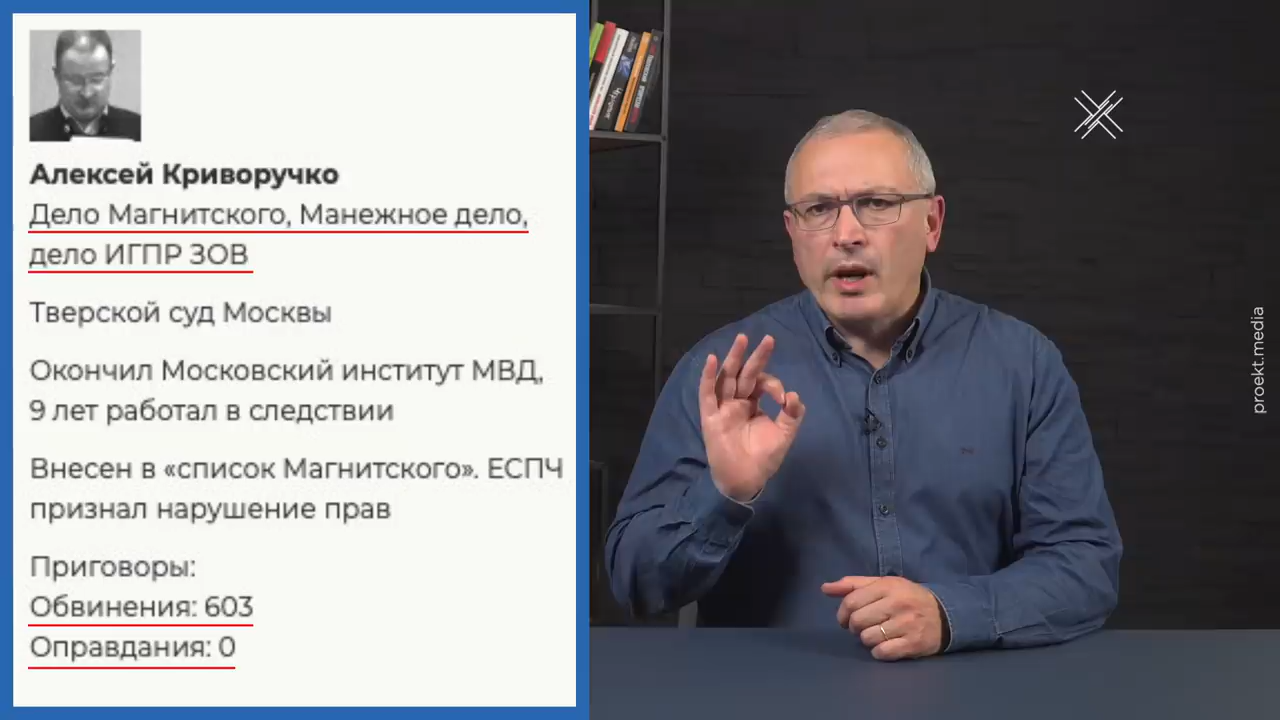 Алексей Криворучко
Дело Магнитского, Манежное дело,
дело ИГПР ЗОВ
Тверской суд Москвы
Окончил Московский институт МВД,
9 лет работал в следствии
Внесен в «список Магнитского». ЕСПЧ
признал нарушение прав
Приговоры:
Обвинения: 603
Оправдания: 0
proekt.media